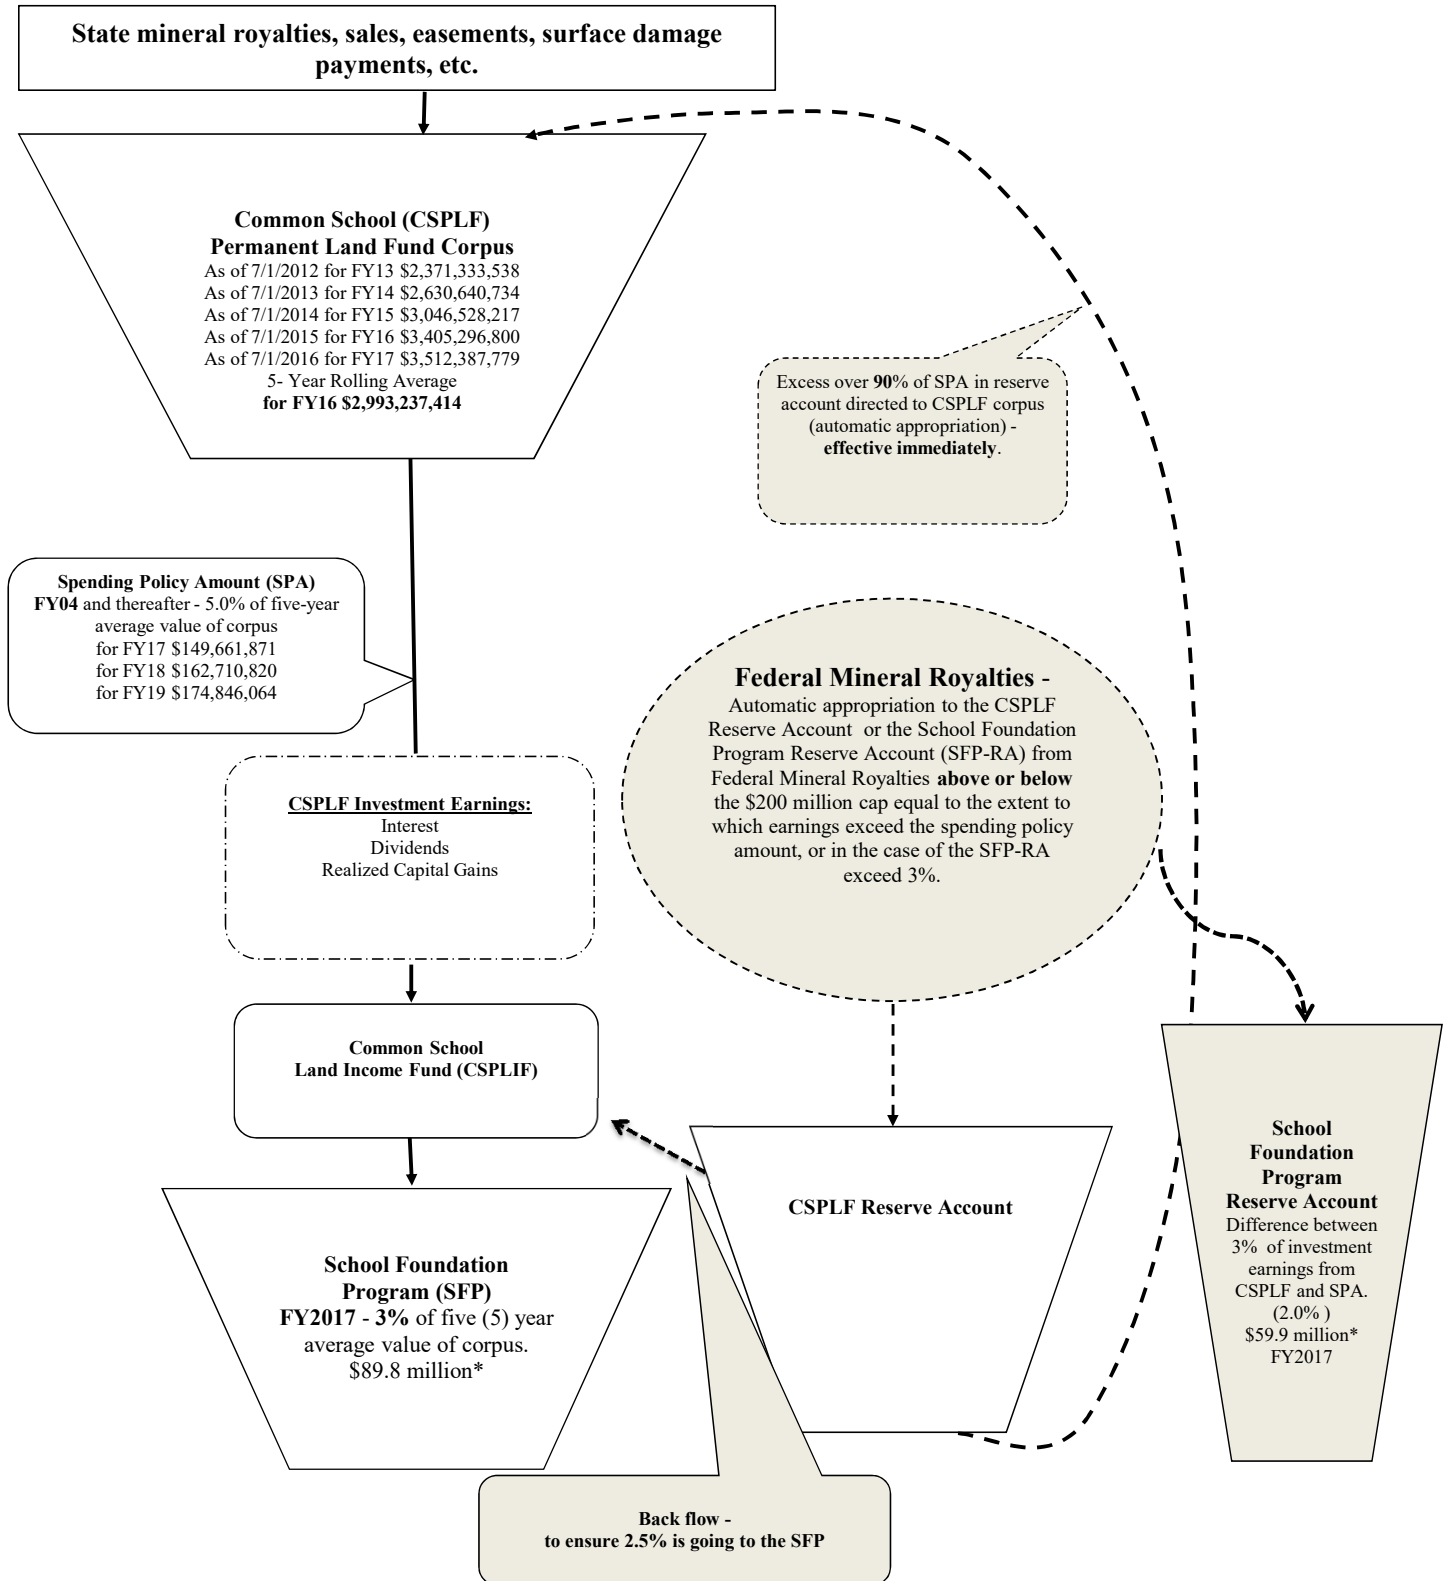 State mineral royalties, sales, easements, surface damage
payments, etc.
Common School (CSPLF)
Permanent Land Fund Corpus
As of 7/1/2012 for FY13 $2,371,333,538
As of 7/1/2013 for FY14 $2,630,640,734
As of 7/1/2014 for FY15 $3,046,528,217
As of 7/1/2015 for FY16 $3,405,296,800
As of 7/1/2016 for FY17 $3,512,387,779
5- Year Rolling Average
for FY16 $2,993,237,414
Excess over 90% of SPA in reserve
account directed to CSPLF corpus
(automatic appropriation) -
effective immediately.
Spending Policy Amount (SPA)
FY04 and thereafter - 5.0% of five-year
average value of corpus
for FY17 $149,661,871
for FY18 $162,710,820
for FY19 $174,846,064
Federal Mineral Royalties -
Automatic appropriation to the CSPLF
Reserve Account or the School Foundation
Program Reserve Account (SFP-RA) from
Federal Mineral Royalties above or below
the $200 million cap equal to the extent to
which earnings exceed the spending policy
amount, or in the case of the SFP-RA
exceed 3%.
CSPLF Investment Earnings:
Interest
Dividends
Realized Capital Gains
Common School
Land Income Fund (CSPLIF)
School Foundation
Program (SFP)
FY2017 - 3% of five (5) year
average value of corpus.
$89.8 million*
CSPLF Reserve Account
School
Foundation
Program
Reserve Account
Difference between
3% of investment
earnings from
CSPLF and SPA.
(2.0% )
$59.9 million*
FY2017
Back flow -
to ensure 2.5% is going to the SFP